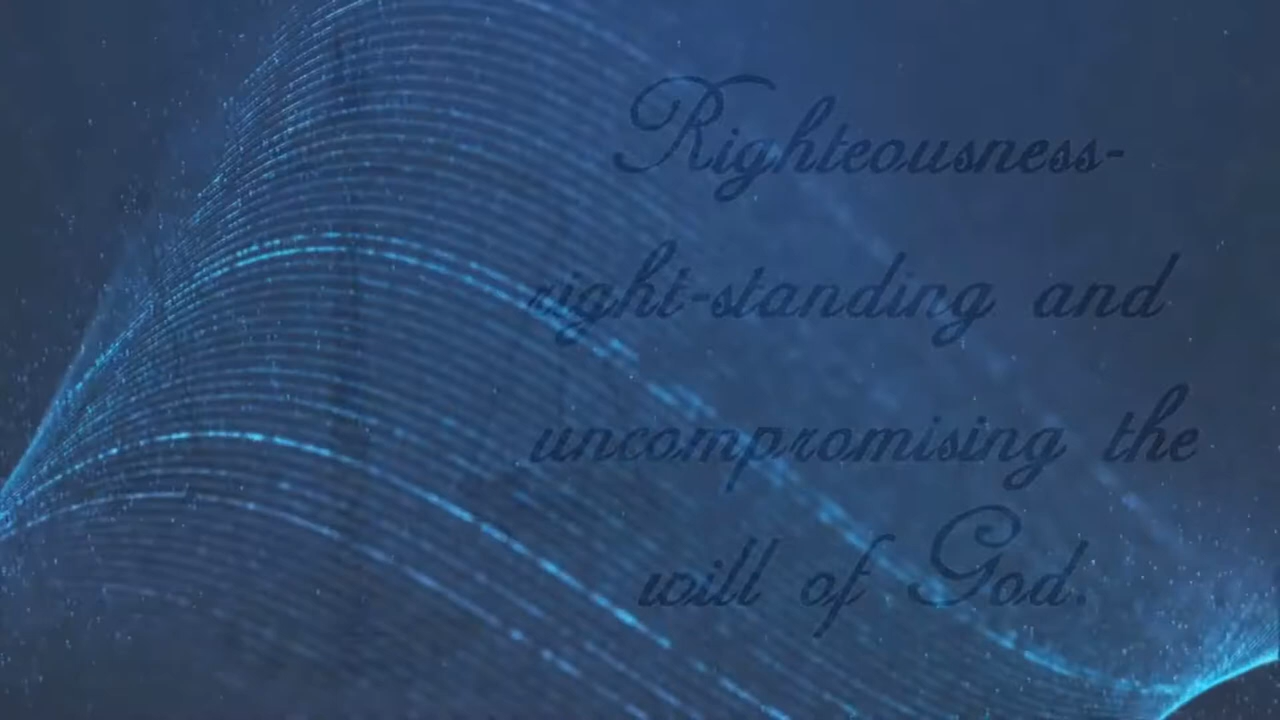 Righteousness-
right-standing and
uncompromising the
will of God.